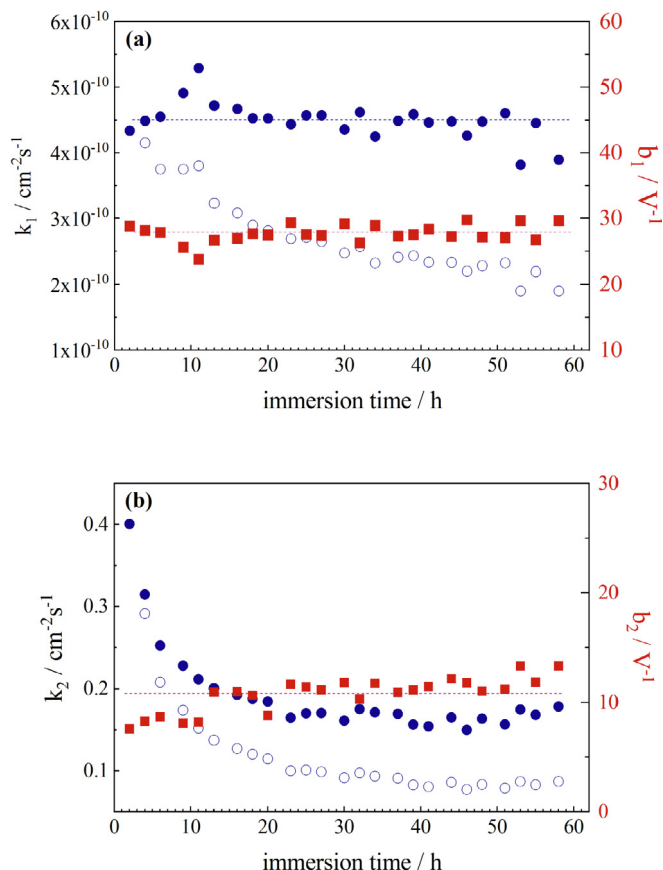 (a)
6x10⁻¹⁰
5x10⁻¹⁰
4x10⁻¹⁰
3x10⁻¹⁰
2x10⁻¹⁰
1x10⁻¹⁰
k₁ / cm⁻²s⁻¹
60
50
40
30
20
10
b₁ / V⁻¹
0 10 20 30 40 50 60
immersion time / h
(b)
0.4
0.3
0.2
0.1
k₂ / cm⁻²s⁻¹
30
20
10
0
b₂ / V⁻¹
0 10 20 30 40 50 60
immersion time / h